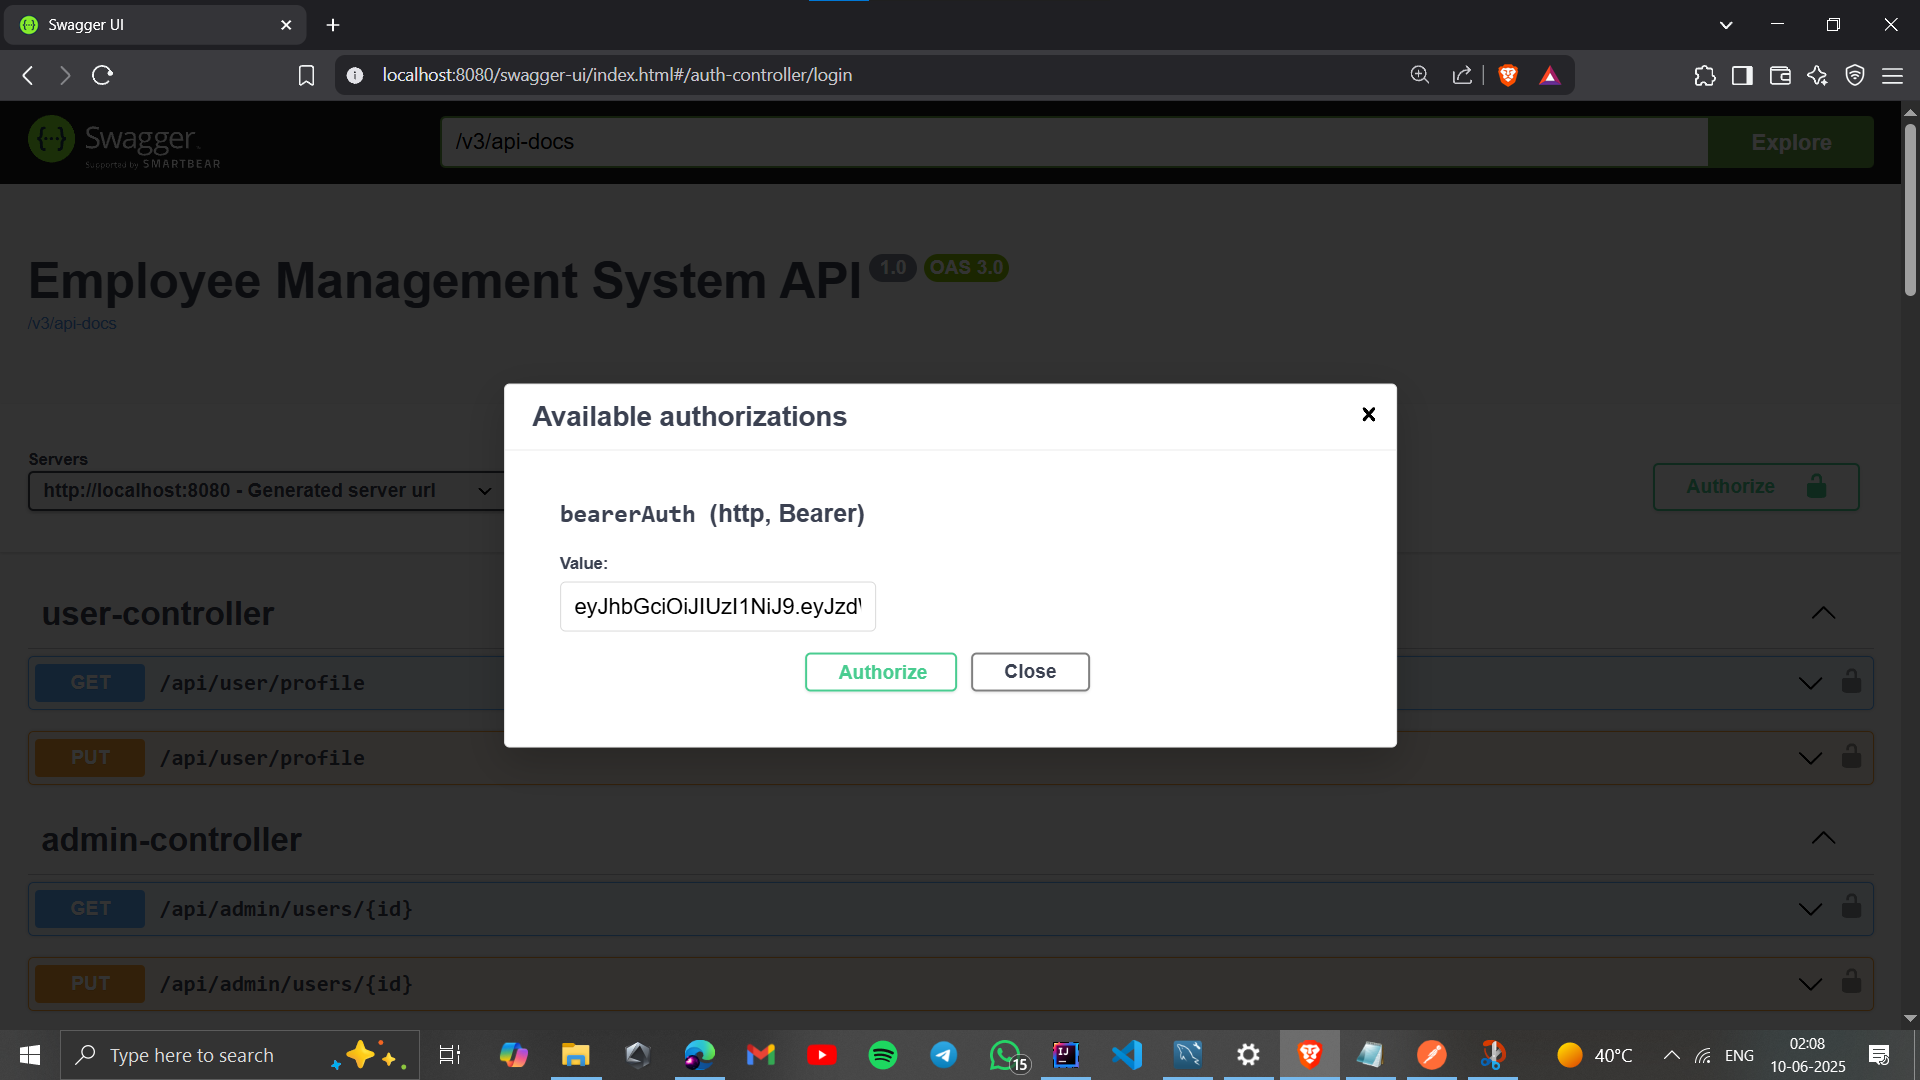 Swagger UI
localhost:8080/swagger-ui/index.html#/auth-controller/login
Swagger.
Supported by SMARTBEAR
/v3/api-docs
Explore
Employee Management System API 1.0 OAS 3.0
/v3/api-docs
Available authorizations
Servers
http://localhost:8080 - Generated server url
Authorize
bearerAuth (http, Bearer)
Value:
eyJhbGciOiJIUzI1NiJ9.eyJzd
Authorize
Close
user-controller
GET /api/user/profile
PUT /api/user/profile
admin-controller
GET /api/admin/users/{id}
PUT /api/admin/users/{id}
Type here to search
15
IJ
40°C
ENG
02:08
10-06-2025